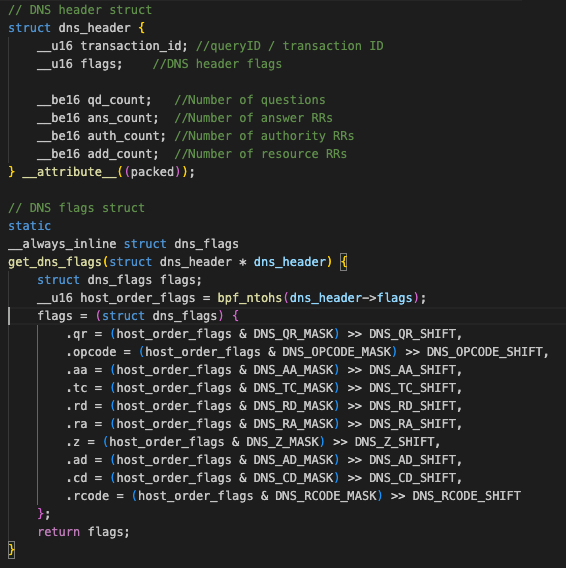 // DNS header struct
struct dns_header {
    __u16 transaction_id; //queryID / transaction ID
    __u16 flags;    //DNS header flags

    __be16 qd_count;   //Number of questions
    __be16 ans_count;  //Number of answer RRs
    __be16 auth_count; //Number of authority RRs
    __be16 add_count;  //Number of resource RRs
} __attribute__((packed));

// DNS flags struct
static
__always_inline struct dns_flags
get_dns_flags(struct dns_header * dns_header) {
    struct dns_flags flags;
    __u16 host_order_flags = bpf_ntohs(dns_header->flags);
    flags = (struct dns_flags) {
        .qr = (host_order_flags & DNS_QR_MASK) >> DNS_QR_SHIFT,
        .opcode = (host_order_flags & DNS_OPCODE_MASK) >> DNS_OPCODE_SHIFT,
        .aa = (host_order_flags & DNS_AA_MASK) >> DNS_AA_SHIFT,
        .tc = (host_order_flags & DNS_TC_MASK) >> DNS_TC_SHIFT,
        .rd = (host_order_flags & DNS_RD_MASK) >> DNS_RD_SHIFT,
        .ra = (host_order_flags & DNS_RA_MASK) >> DNS_RA_SHIFT,
        .z = (host_order_flags & DNS_Z_MASK) >> DNS_Z_SHIFT,
        .ad = (host_order_flags & DNS_AD_MASK) >> DNS_AD_SHIFT,
        .cd = (host_order_flags & DNS_CD_MASK) >> DNS_CD_SHIFT,
        .rcode = (host_order_flags & DNS_RCODE_MASK) >> DNS_RCODE_SHIFT
    };
    return flags;
}